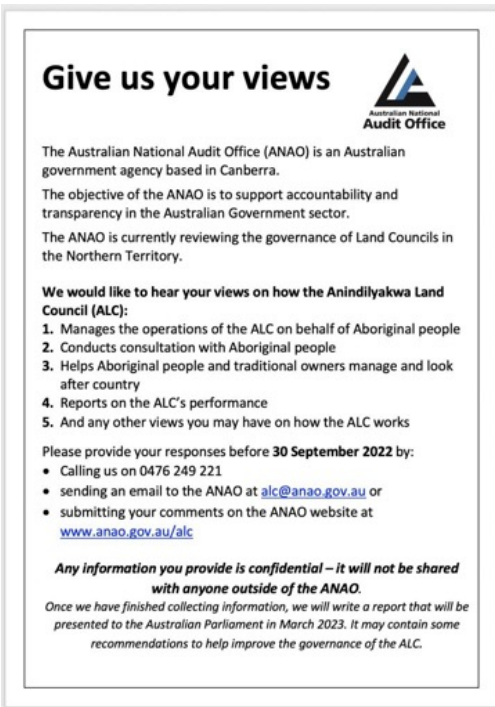 Give us your views
Australian National
Audit Office
The Australian National Audit Office (ANAO) is an Australian
government agency based in Canberra.
The objective of the ANAO is to support accountability and
transparency in the Australian Government sector.
The ANAO is currently reviewing the governance of Land Councils in
the Northern Territory.
We would like to hear your views on how the Anindilyakwa Land
Council (ALC):
1. Manages the operations of the ALC on behalf of Aboriginal people
2. Conducts consultation with Aboriginal people
3. Helps Aboriginal people and traditional owners manage and look
after country
4. Reports on the ALC's performance
5. And any other views you may have on how the ALC works
Please provide your responses before 30 September 2022 by:
• Calling us on 0476 249 221
• sending an email to the ANAO at alc@anao.gov.au or
• submitting your comments on the ANAO website at
www.anao.gov.au/alc
Any information you provide is confidential – it will not be shared
with anyone outside of the ANAO.
Once we have finished collecting information, we will write a report that will be
presented to the Australian Parliament in March 2023. It may contain some
recommendations to help improve the governance of the ALC.